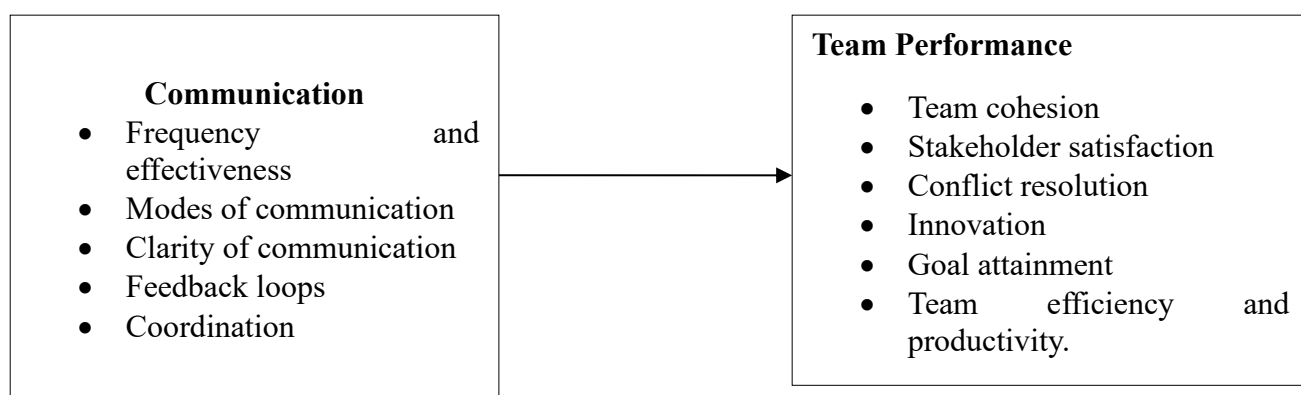 Communication
• Frequency and
effectiveness
• Modes of communication
• Clarity of communication
• Feedback loops
• Coordination
Team Performance
• Team cohesion
• Stakeholder satisfaction
• Conflict resolution
• Innovation
• Goal attainment
• Team efficiency and
productivity.